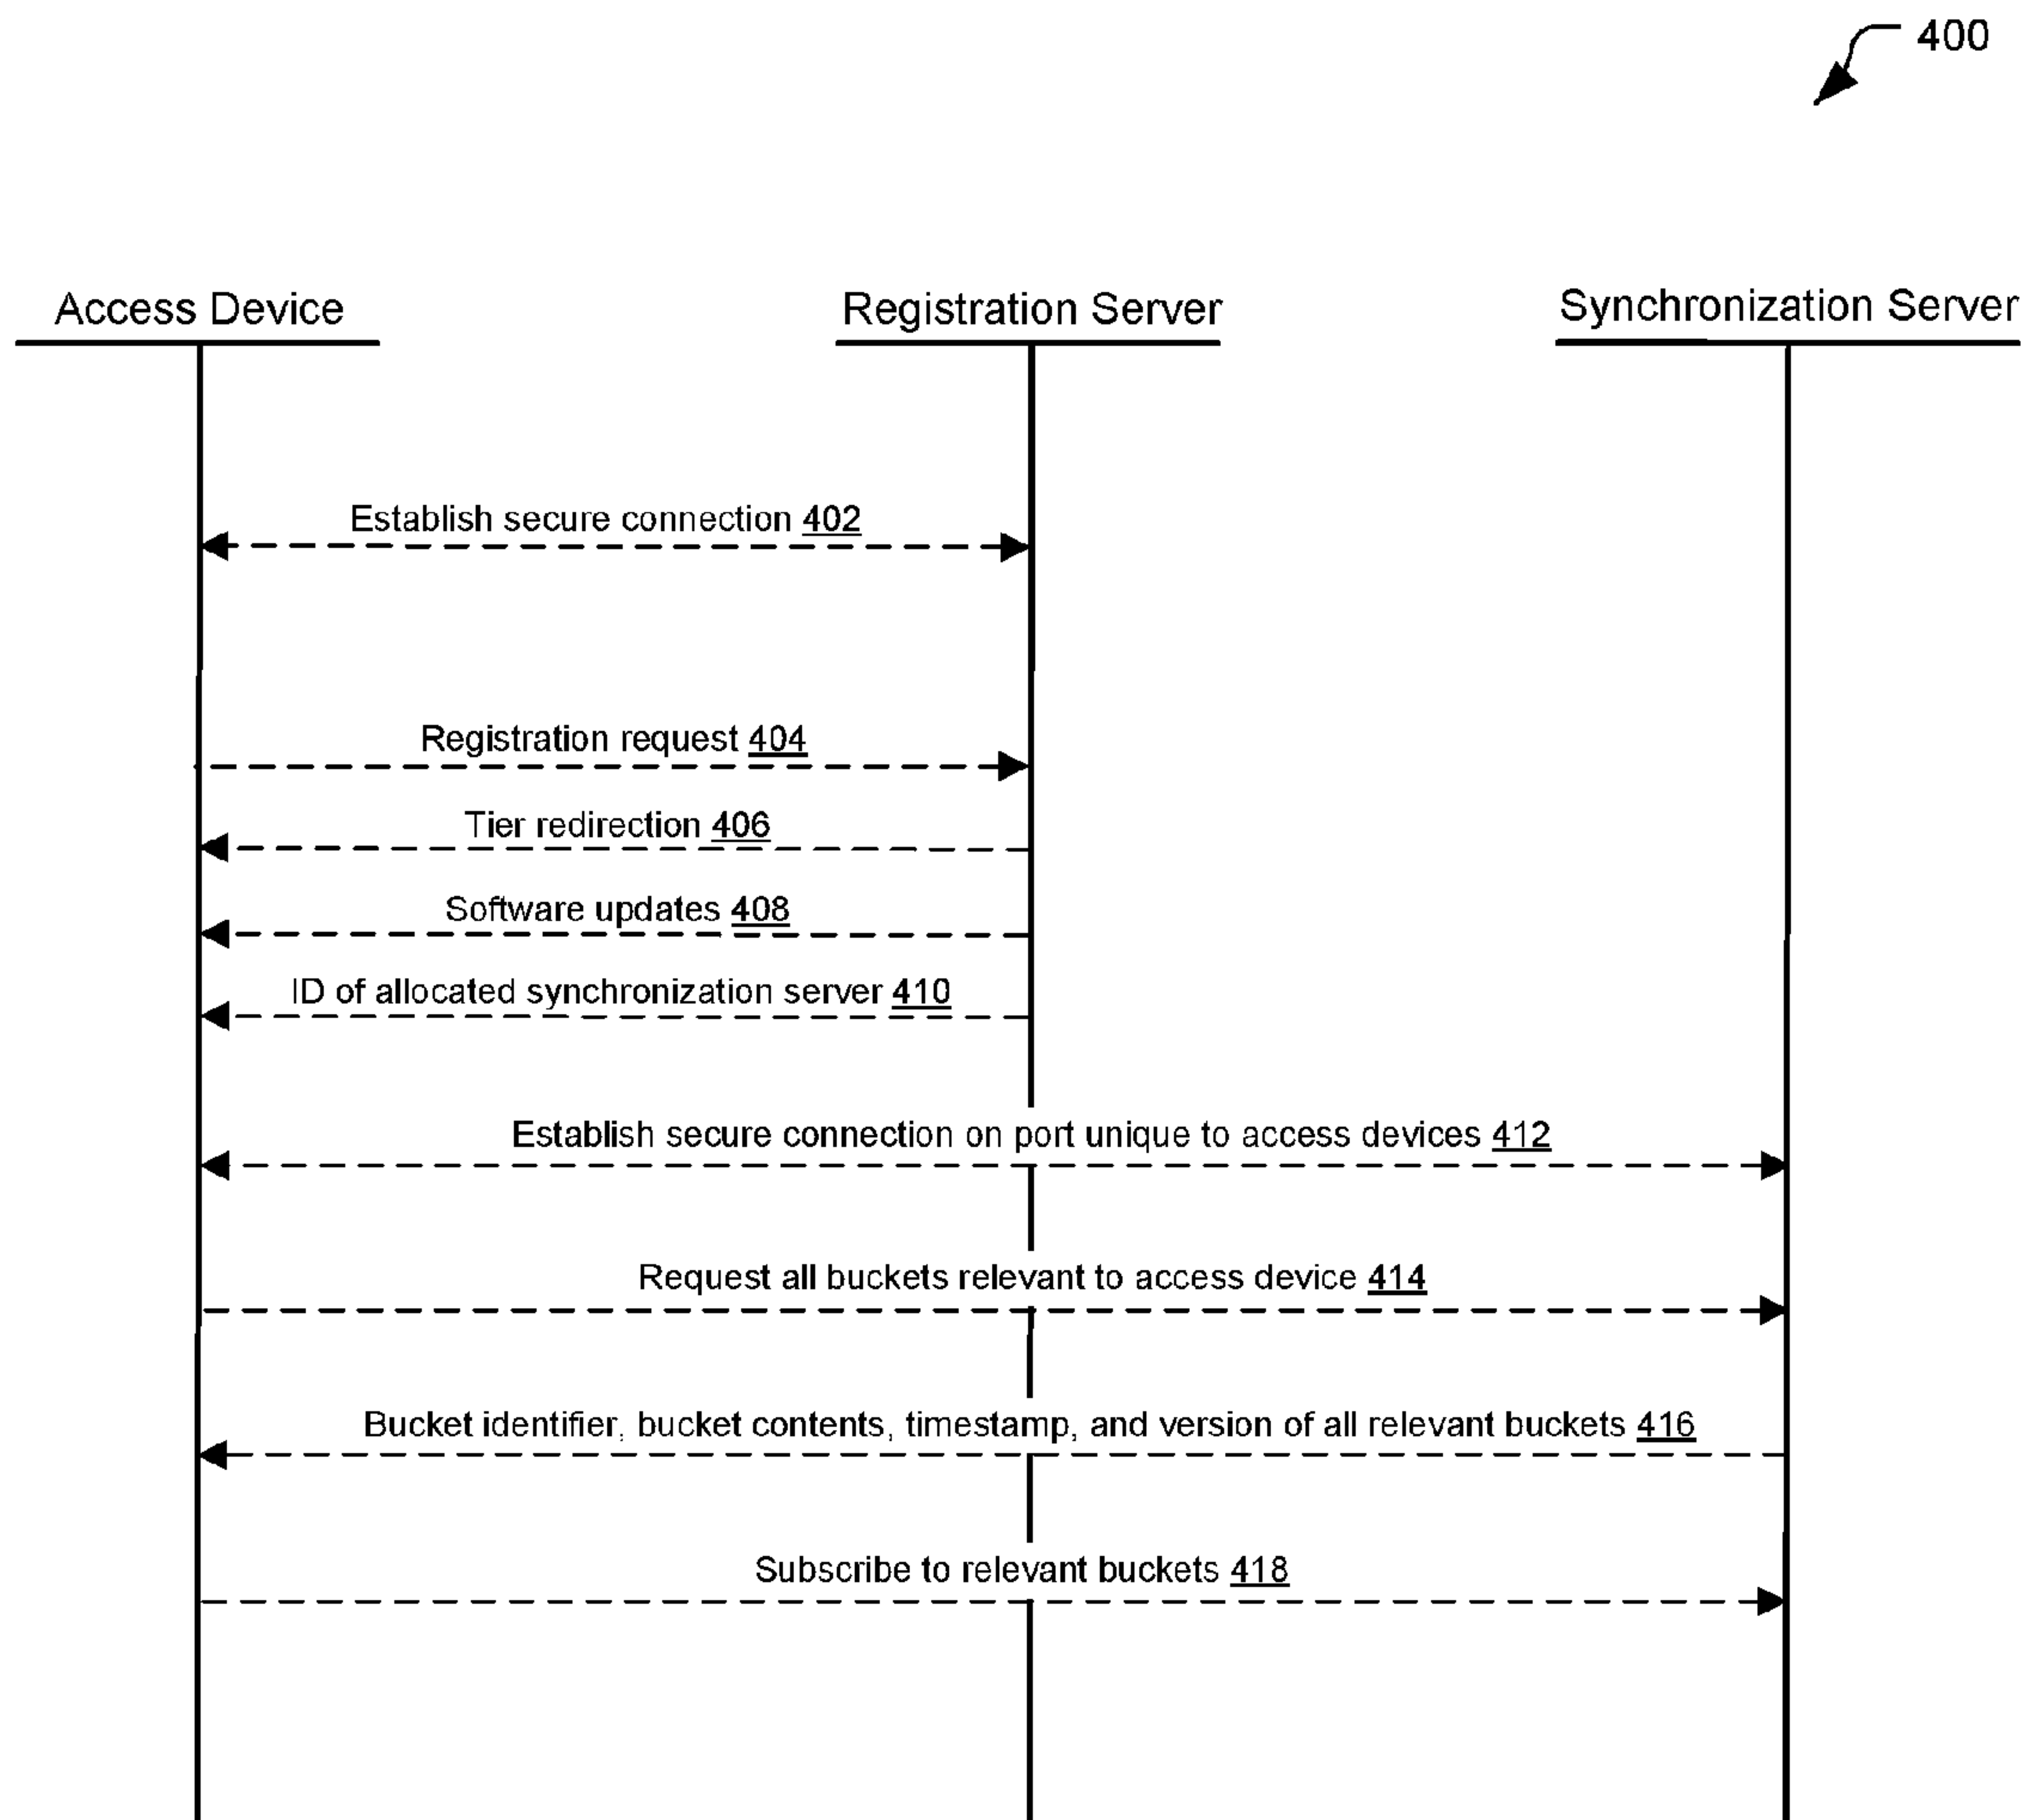 400
Access Device
Registration Server
Synchronization Server
Establish secure connection 402
Registration request 404
Tier redirection 406
Software updates 408
ID of allocated synchronization server 410
Establish secure connection on port unique to access devices 412
Request all buckets relevant to access device 414
Bucket identifier, bucket contents, timestamp, and version of all relevant buckets 416
Subscribe to relevant buckets 418